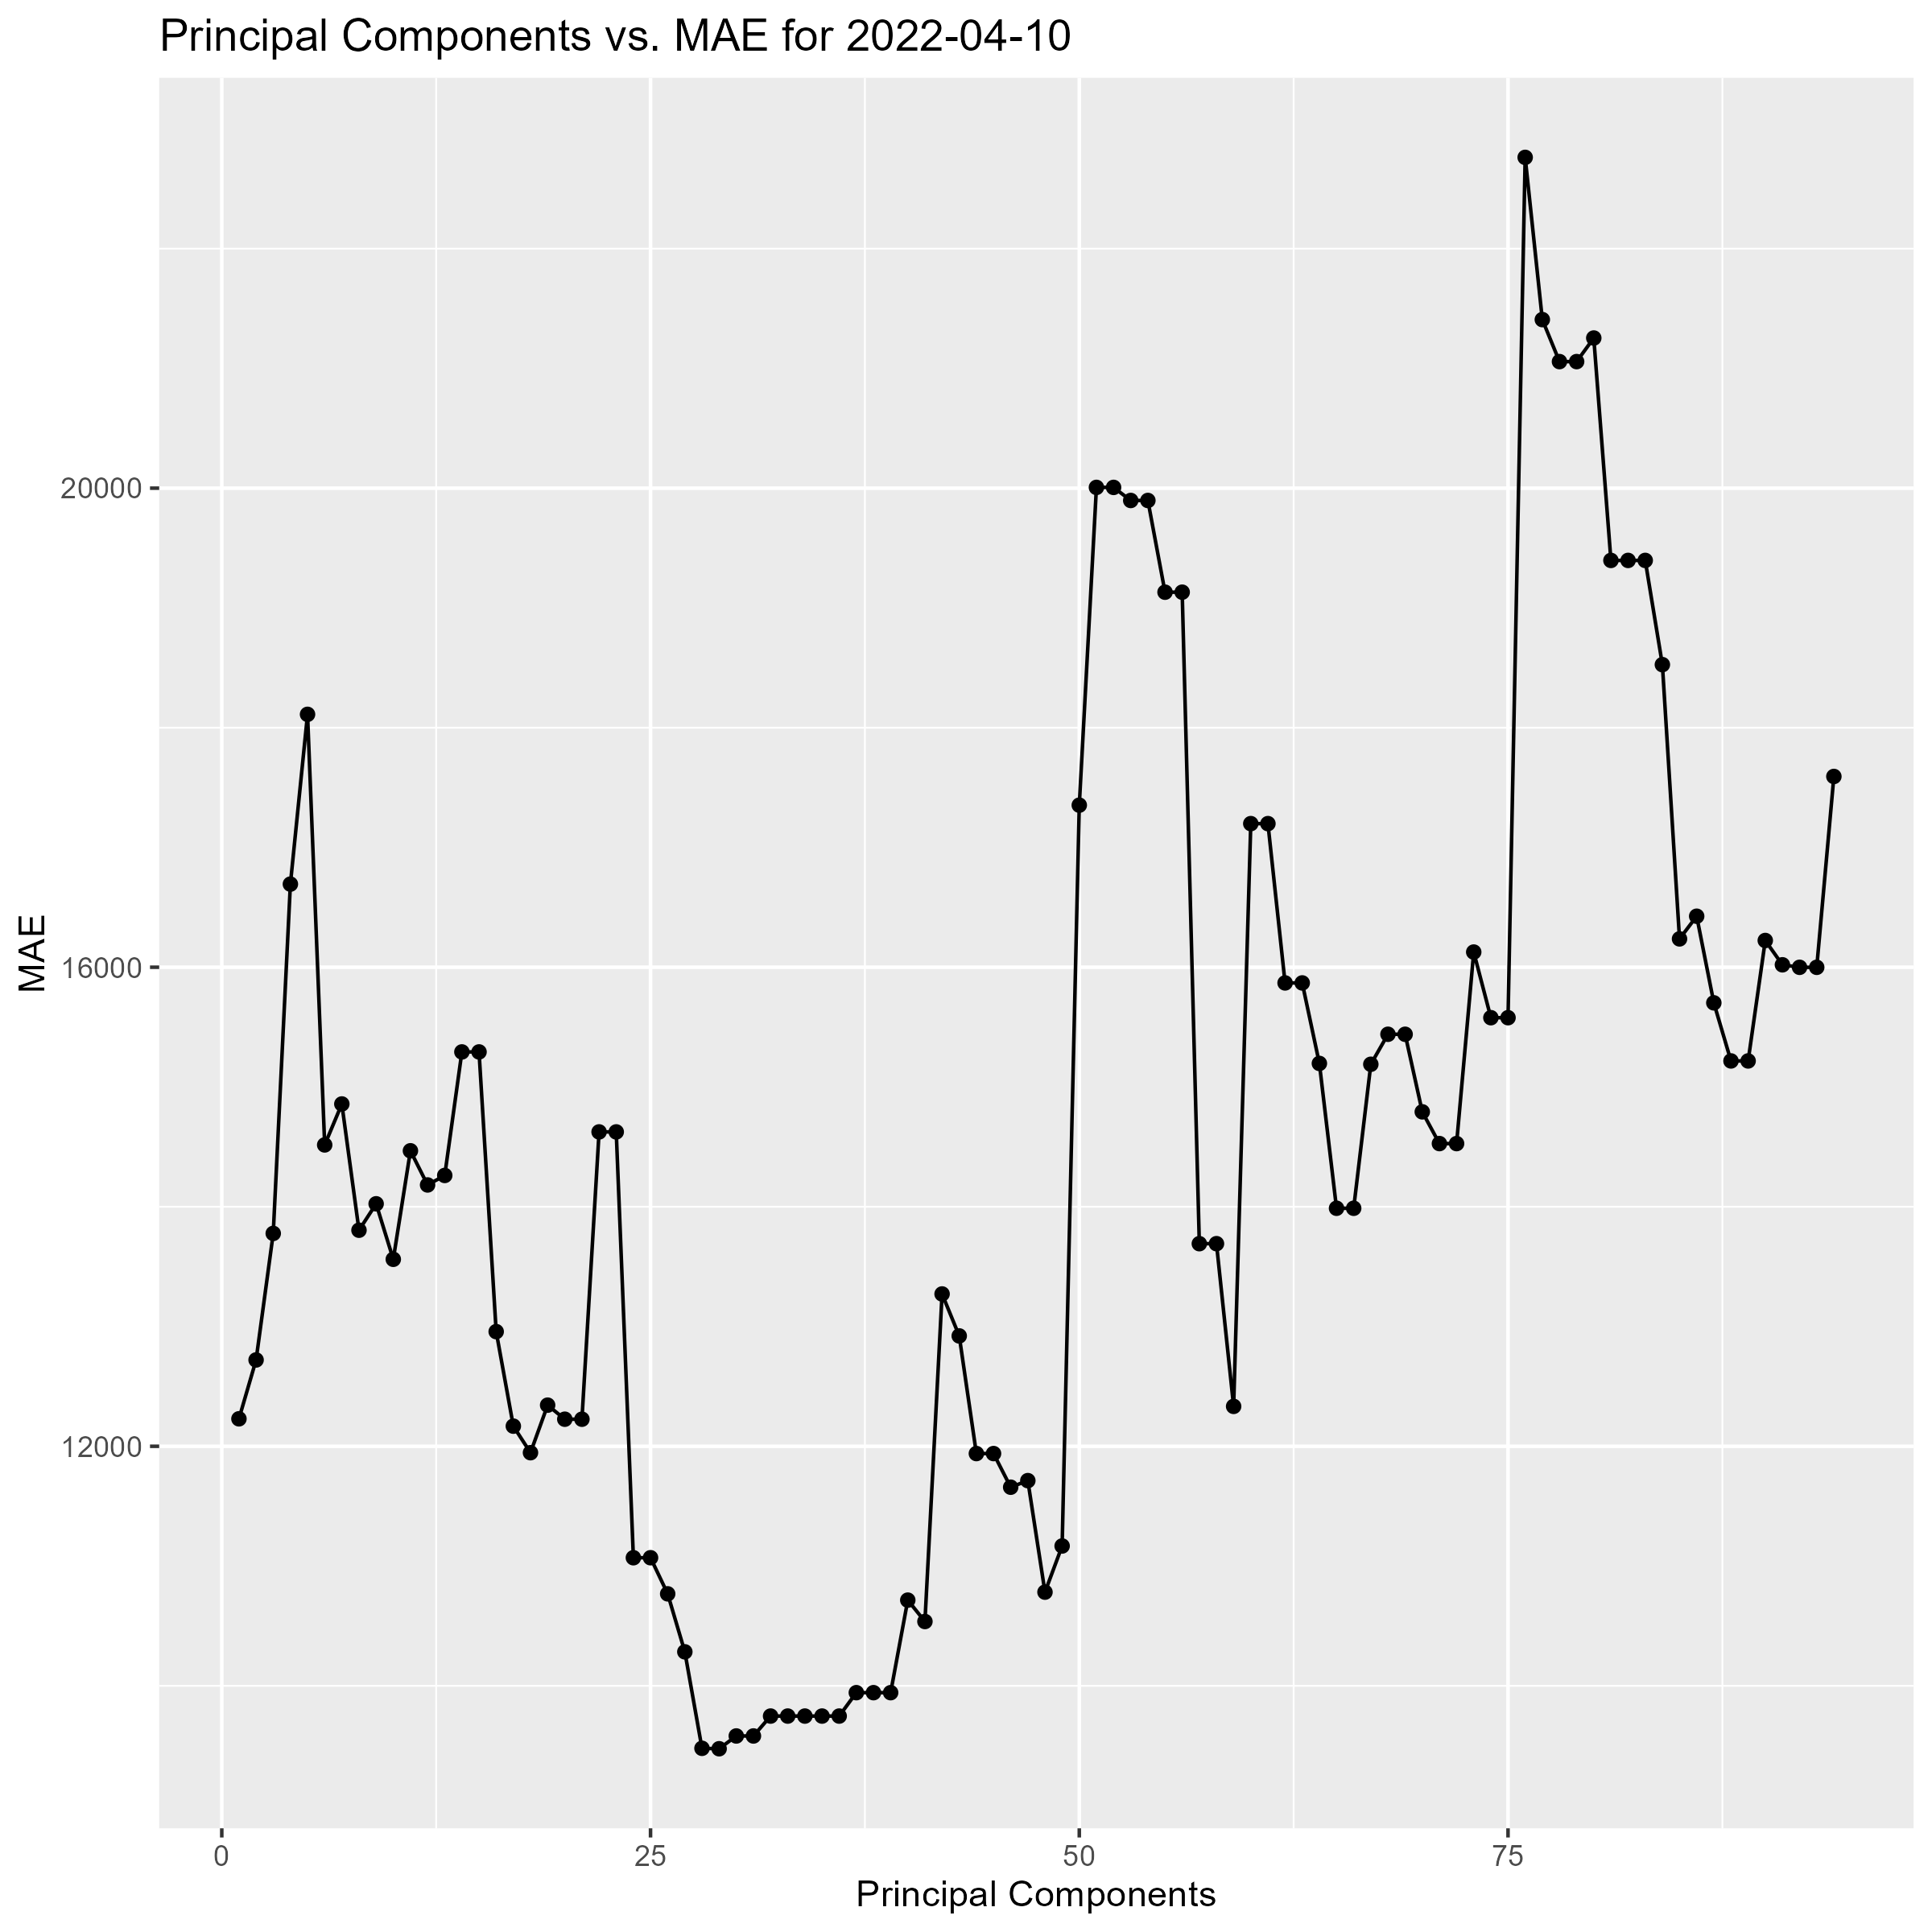 Principal Components vs. MAE for 2022-04-10
MAE
20000
16000
12000
0 25 50 75
Principal Components